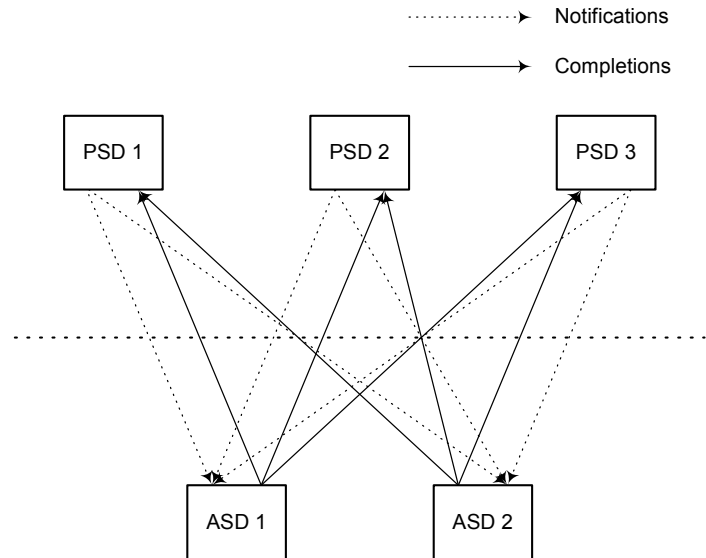 Notifications
Completions
PSD 1
PSD 2
PSD 3
ASD 1
ASD 2